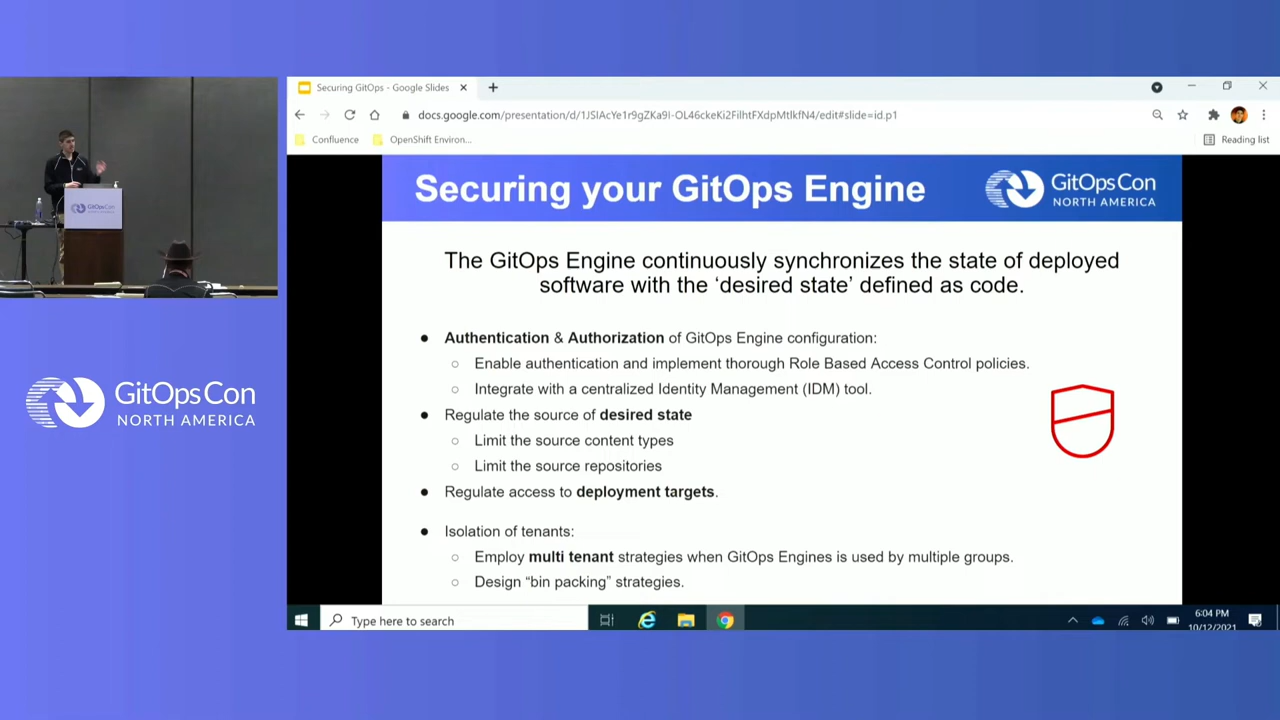 Securing GitOps - Google Slides
docs.google.com/presentation/d/1JSIAcYe1r9gZKa9I-OL46ckeKi2FilhtFXdpMtlkfN4/edit#slide=id.p1
Confluence
OpenShift Environ...
Reading list
Securing your GitOps Engine
GitOpsCon
NORTH AMERICA
The GitOps Engine continuously synchronizes the state of deployed
software with the ‘desired state’ defined as code.
● Authentication & Authorization of GitOps Engine configuration:
○ Enable authentication and implement thorough Role Based Access Control policies.
○ Integrate with a centralized Identity Management (IDM) tool.
● Regulate the source of desired state
○ Limit the source content types
○ Limit the source repositories
● Regulate access to deployment targets.
● Isolation of tenants:
○ Employ multi tenant strategies when GitOps Engines is used by multiple groups.
○ Design “bin packing” strategies.
Type here to search
6:04 PM
10/12/2021
GitOpsCon
GitOpsCon
NORTH AMERICA